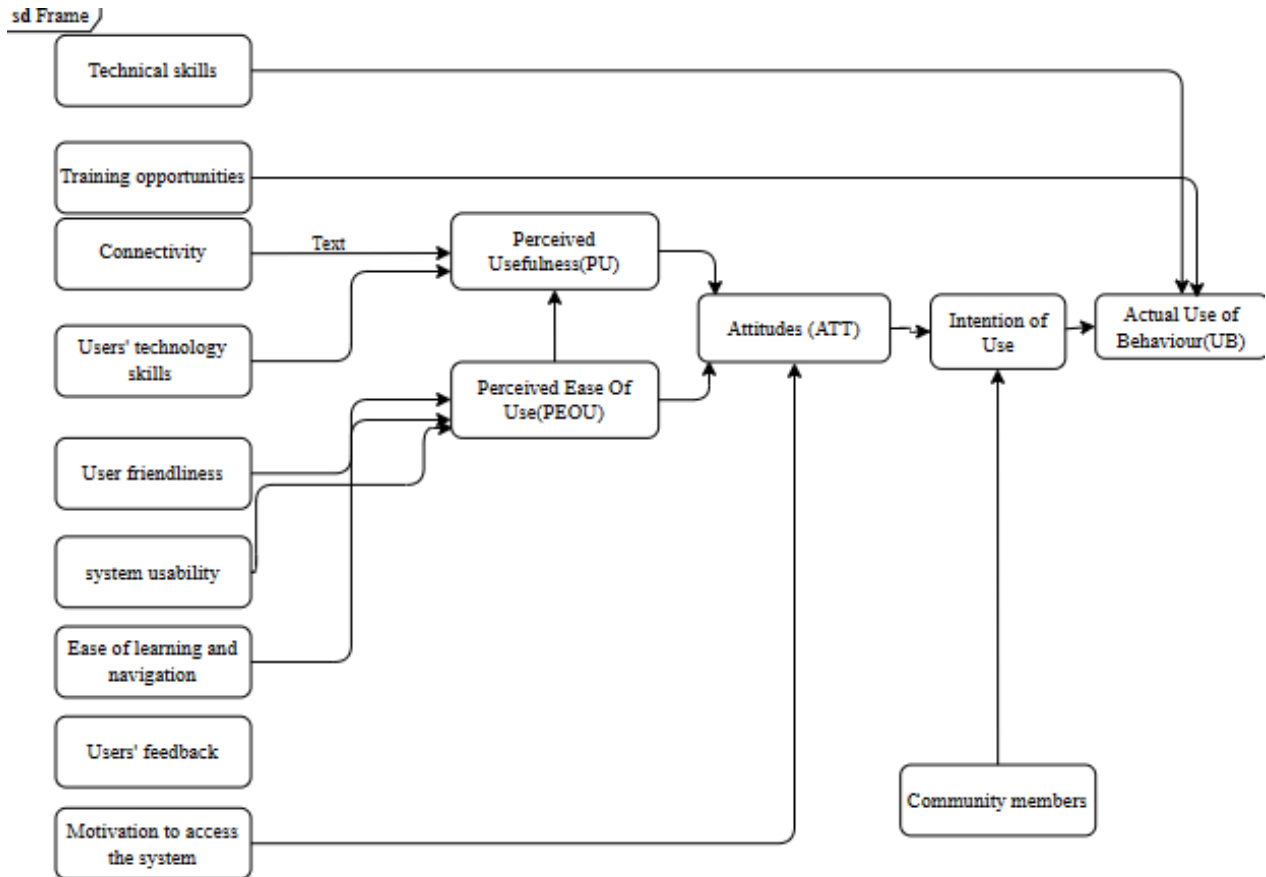 sd Frame
Technical skills
Training opportunities
Connectivity
Text
Perceived
Usefulness(PU)
Users' technology
skills
Attitudes (ATT)
Intention of
Use
Actual Use of
Behaviour(UB)
Perceived Ease Of
Use(PEOU)
User friendliness
system usability
Ease of learning and
navigation
Users' feedback
Community members
Motivation to access
the system